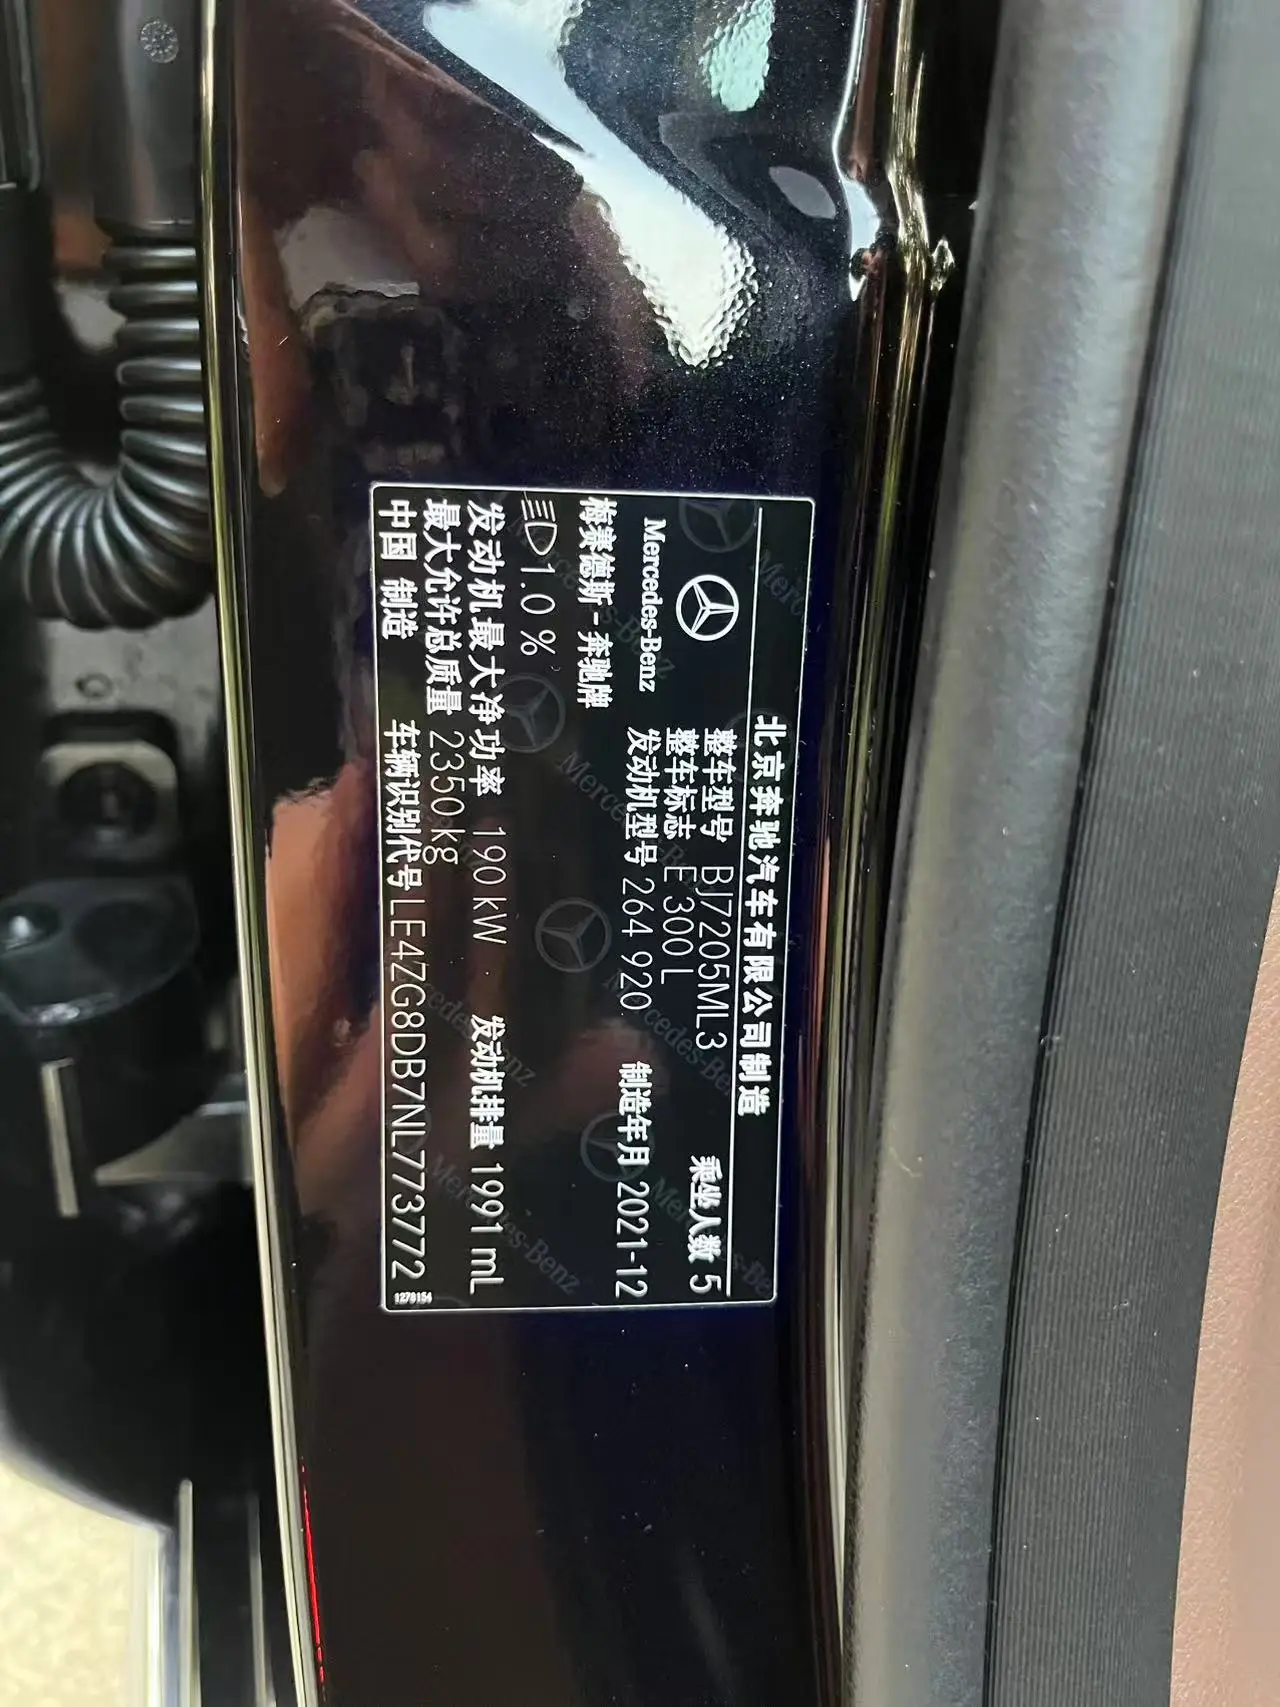 北京奔驰汽车有限公司制造
Mercedes-Benz
整车型号 BJ7205ML3 乘坐人数 5
整车标志 E 300 L
梅赛德斯-奔驰牌 发动机型号 264 920 制造年月 2021-12
1.0 %
发动机最大净功率 190 kW 发动机排量 1991 mL
最大允许总质量 2350 kg
中国 制造 车辆识别代号 LE4ZG8DB7NL773772
1279154